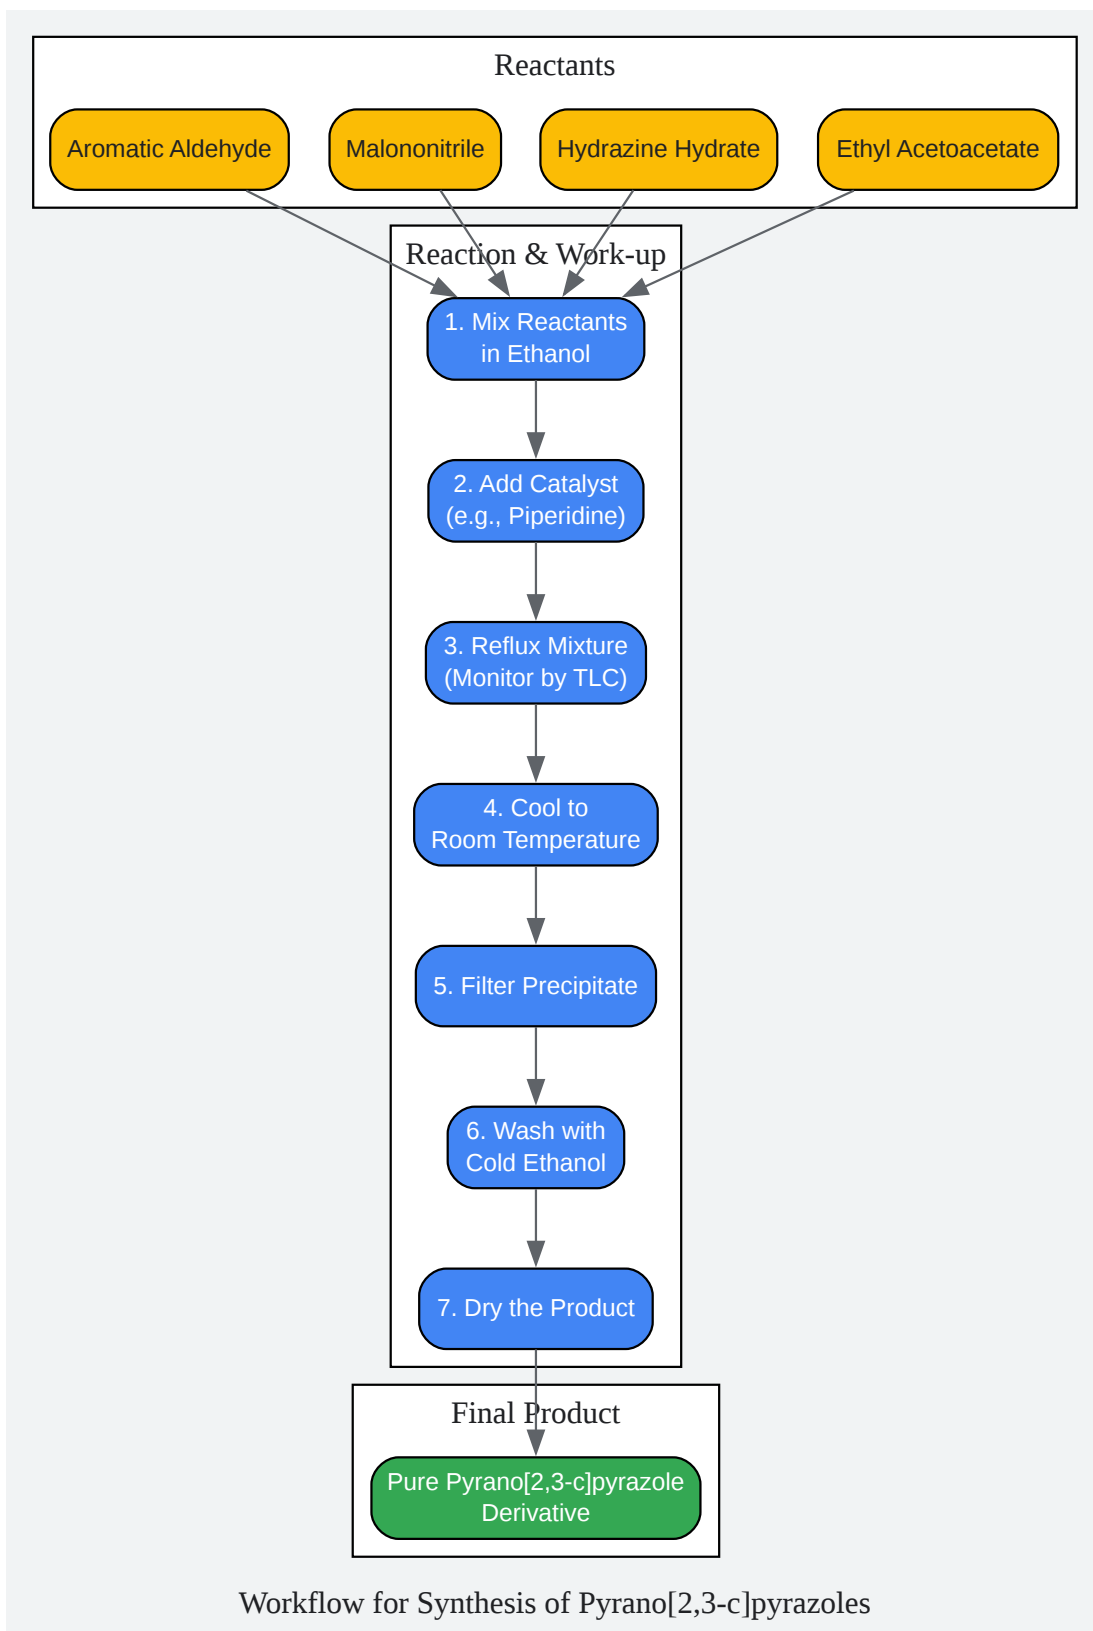 Reactants
Aromatic Aldehyde
Malononitrile
Hydrazine Hydrate
Ethyl Acetoacetate
Reaction & Work-up
1. Mix Reactants
in Ethanol
2. Add Catalyst
(e.g., Piperidine)
3. Reflux Mixture
(Monitor by TLC)
4. Cool to
Room Temperature
5. Filter Precipitate
6. Wash with
Cold Ethanol
7. Dry the Product
Final Product
Pure Pyrano[2,3-c]pyrazole
Derivative
Workflow for Synthesis of Pyrano[2,3-c]pyrazoles